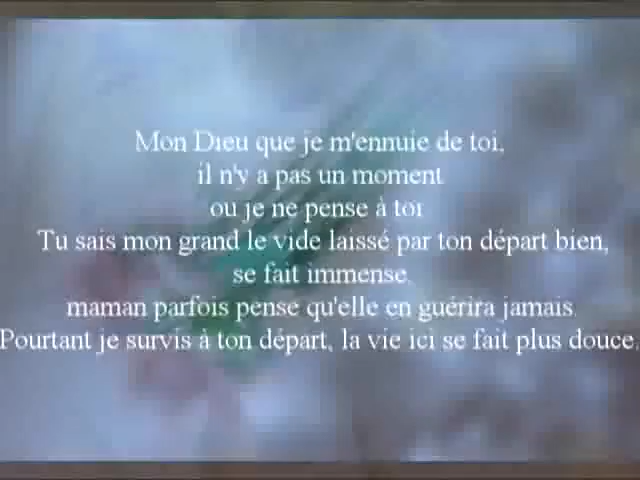 Mon Dieu que je m'ennuie de toi,
il n'y a pas un moment
ou je ne pense à toi
Tu sais mon grand le vide laissé par ton départ bien,
se fait immense.
maman parfois pense qu'elle en guérira jamais.
Pourtant je survis à ton départ, la vie ici se fait plus douce.